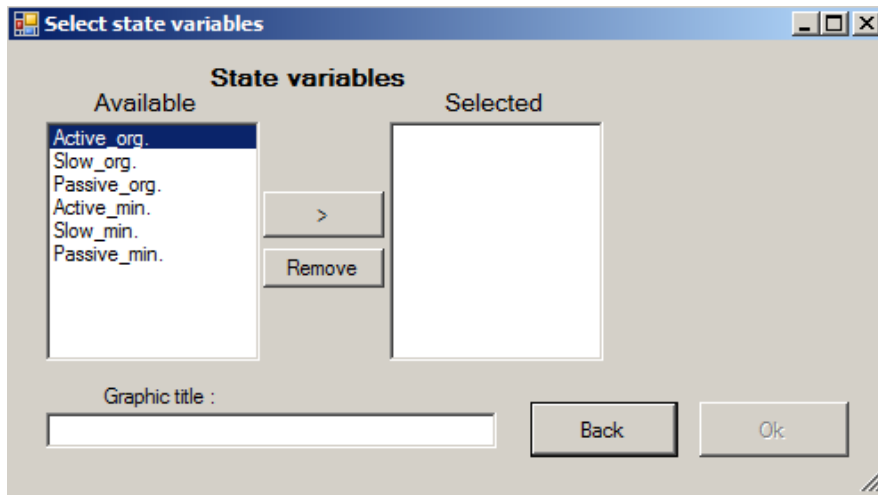 Select state variables
State variables
Available
Selected
Active_org.
Slow_org.
Passive_org.
Active_min.
Slow_min.
Passive_min.
>
Remove
Graphic title :
Back
Ok